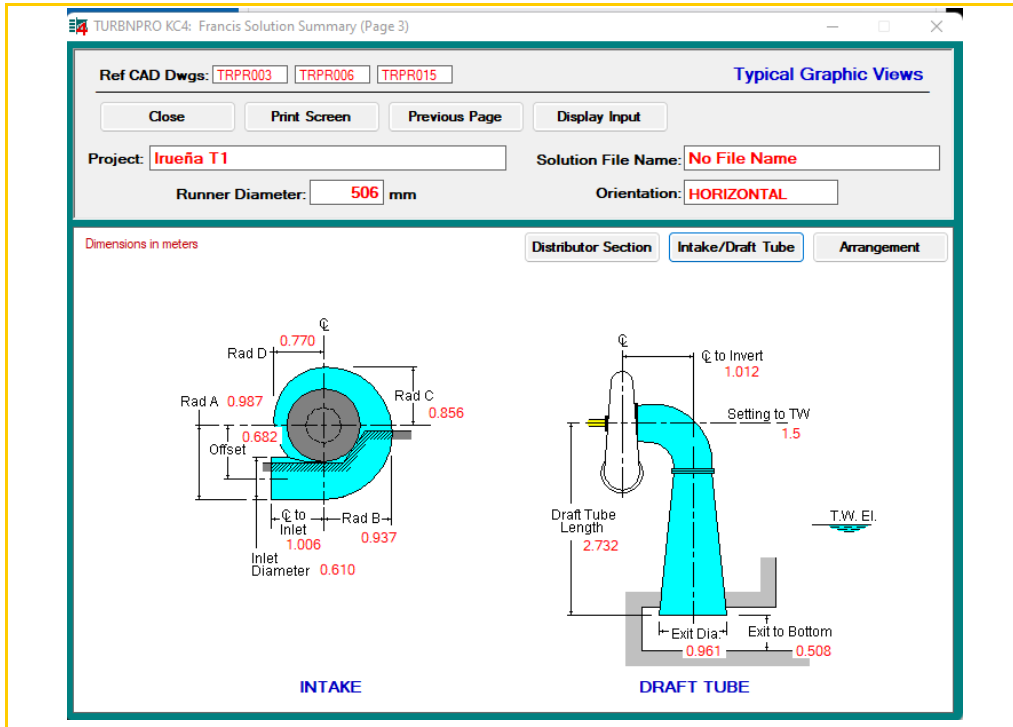 TURBNPRO KC4: Francis Solution Summary (Page 3)
Ref CAD Dwgs: TRPR003 TRPR006 TRPR015 Typical Graphic Views
Close Print Screen Previous Page Display Input
Project: Irueña T1 Solution File Name: No File Name
Runner Diameter: 506 mm Orientation: HORIZONTAL
Dimensions in meters
Distributor Section Intake/Draft Tube Arrangement
℄
0.770
Rad D
Rad A 0.987
Rad C
0.856
0.682
Offset
℄ to
Inlet
1.006
Rad B
0.937
Inlet
Diameter 0.610
INTAKE
℄
℄ to Invert
1.012
Setting to TW
1.5
Draft Tube
Length
2.732
T.W. El.
Exit Dia.
0.961
Exit to Bottom
0.508
DRAFT TUBE